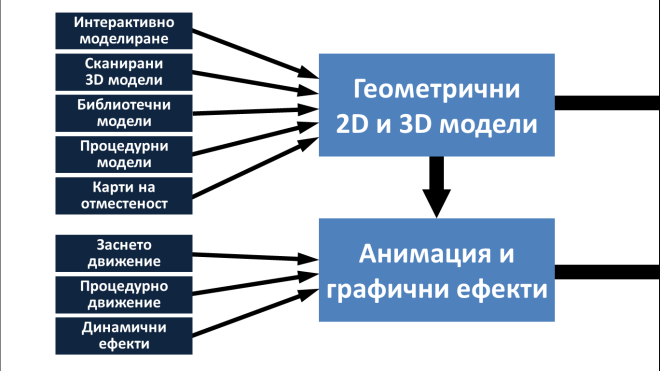 Интерактивно
моделиране
Сканирани
3D модели
Библиотечни
модели
Процедурни
модели
Карти на
отместеност
Геометрични
2D и 3D модели
Заснето
движение
Процедурно
движение
Динамични
ефекти
Анимация и
графични ефекти